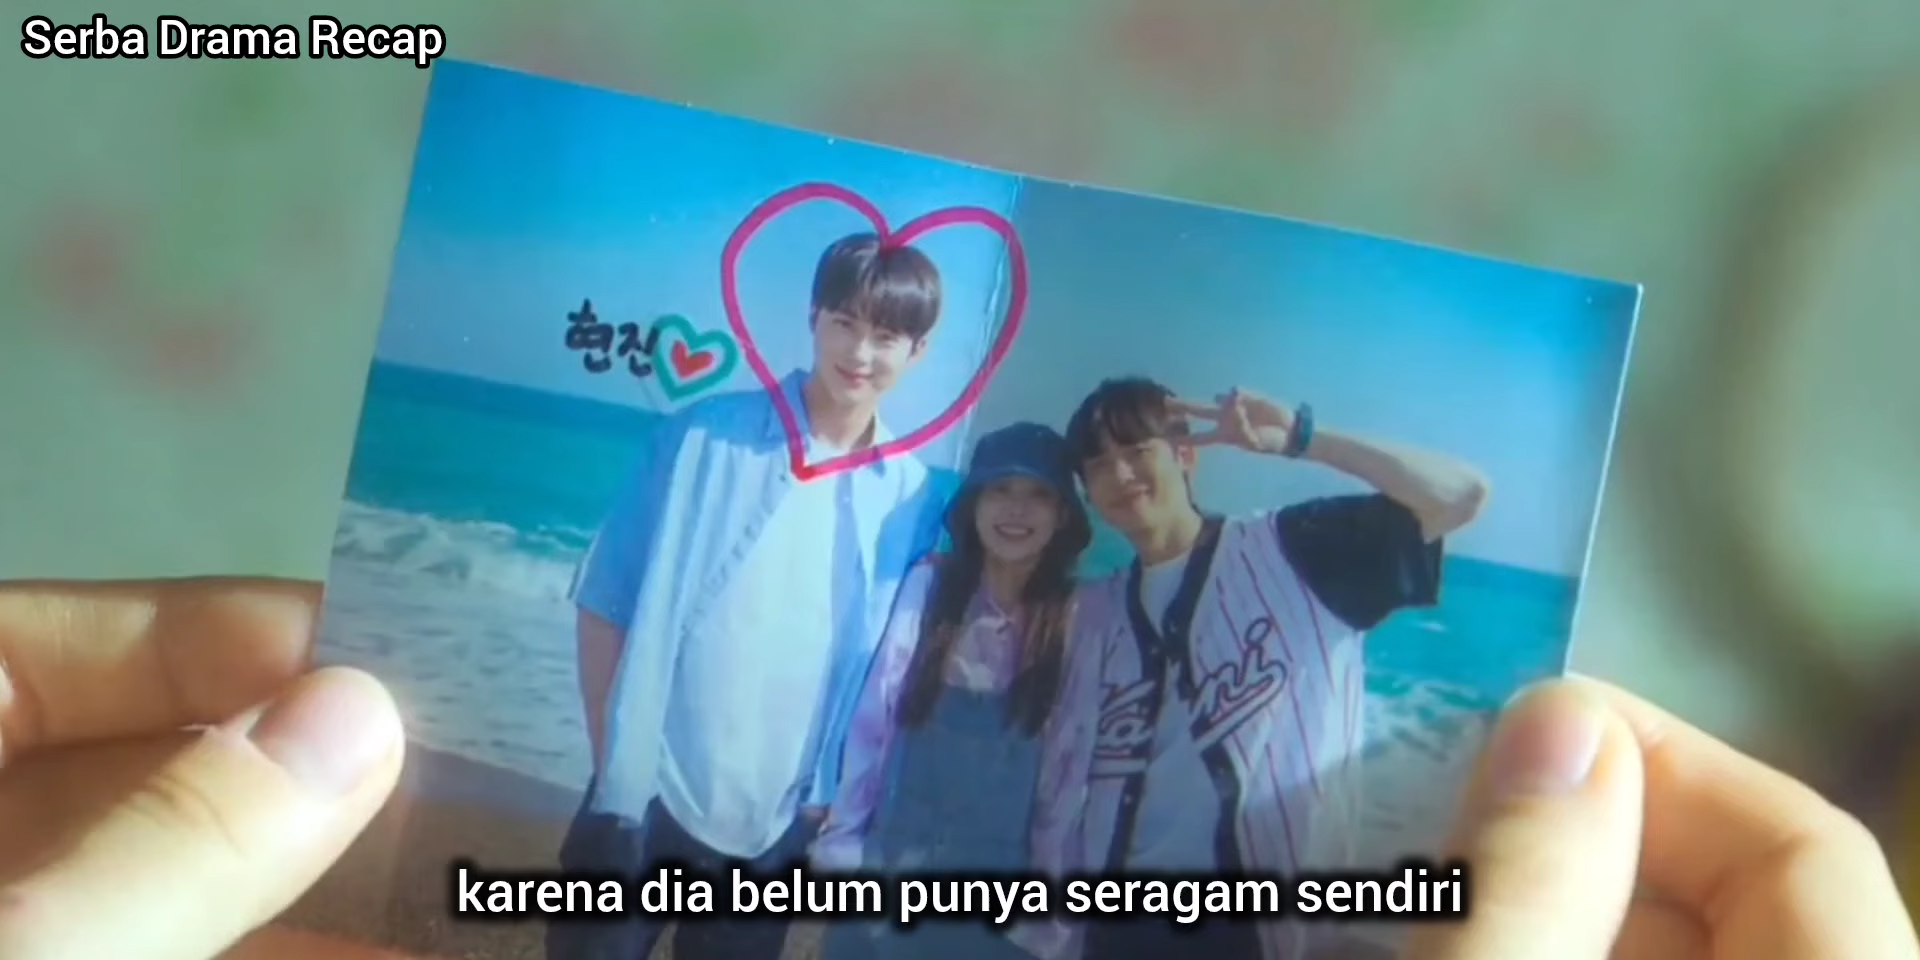 Serba Drama Recap
현진
karena dia belum punya seragam sendiri